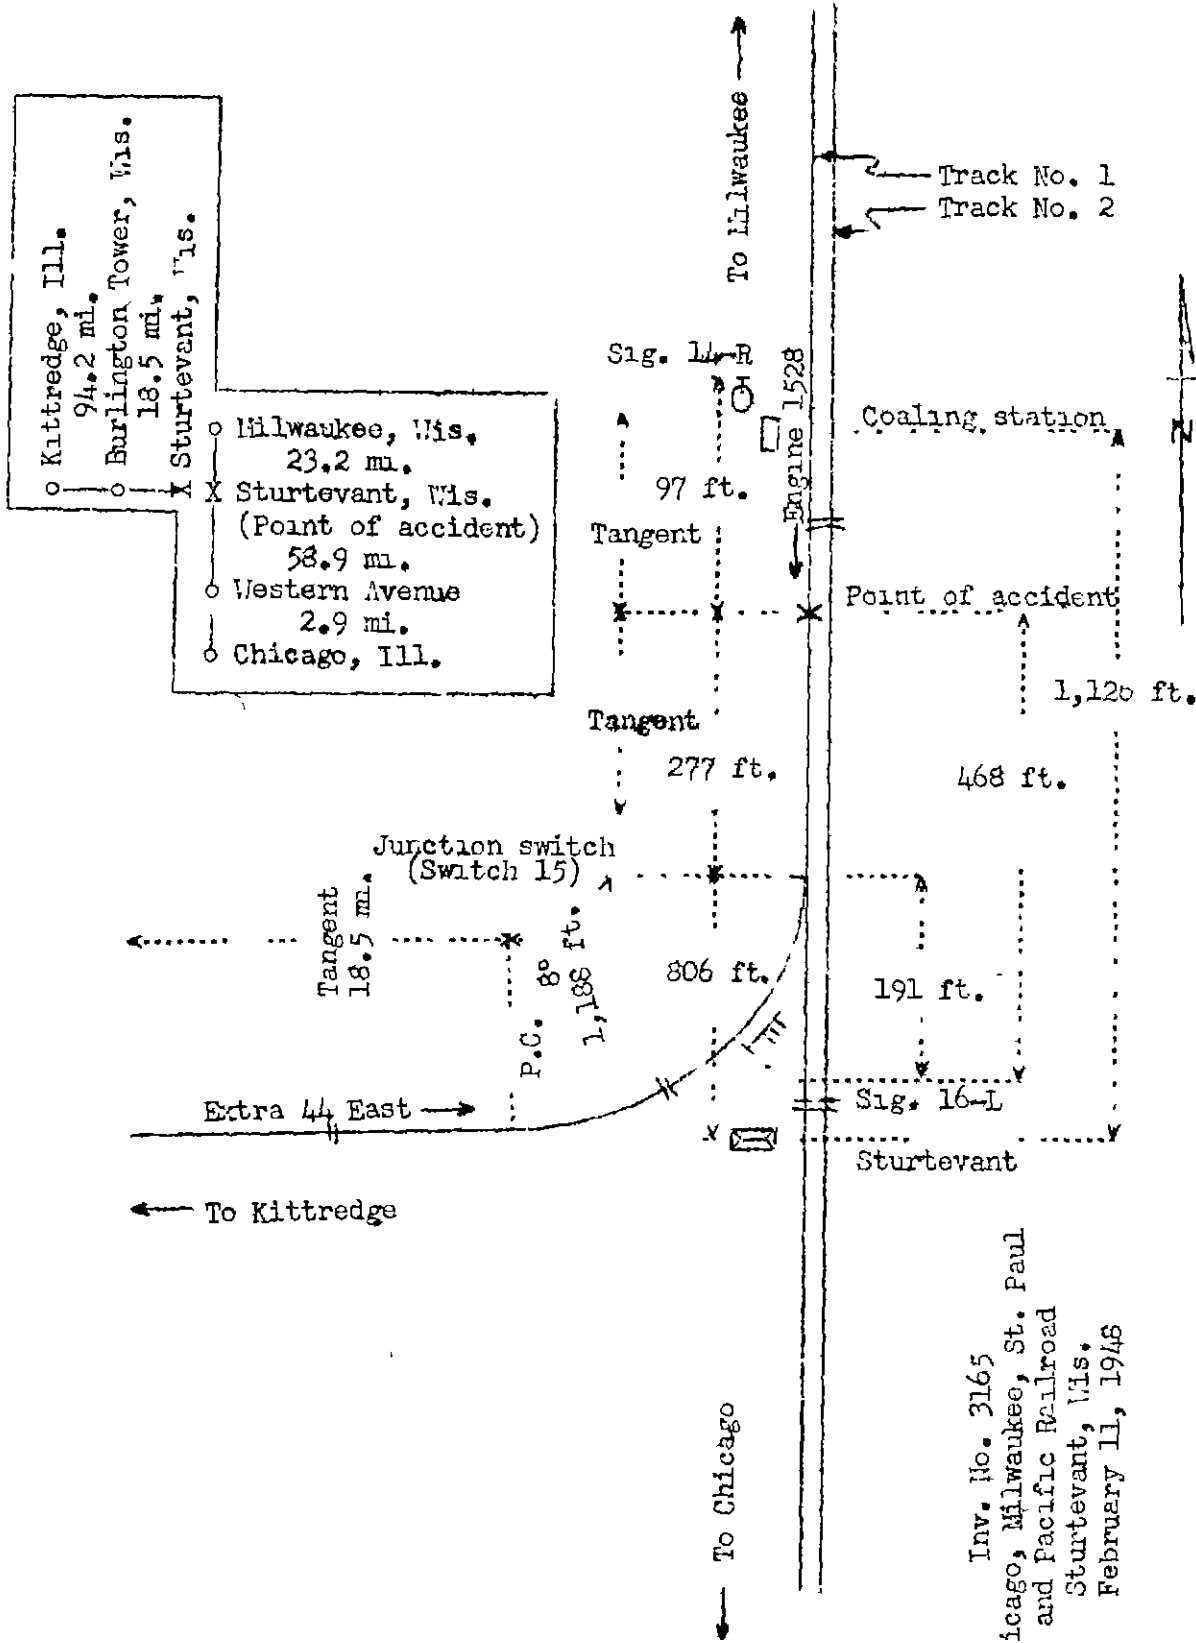 Kittredge, Ill.
94.2 mi.
Burlington Tower, Wis.
18.5 mi.
Sturtevant, Wis.
Milwaukee, Wis.
23.2 mi.
Sturtevant, Wis.
(Point of accident)
58.9 mi.
Western Avenue
2.9 mi.
Chicago, Ill.
To Milwaukee
Track No. 1
Track No. 2
Sig. 14-R
Engine 1528
Coaling station
N
97 ft.
Tangent
Point of accident
1,126 ft.
Tangent
277 ft.
468 ft.
Junction switch
(Switch 15)
Tangent
18.5 mi.
P.C. 8°
1,188 ft.
806 ft.
191 ft.
Extra 44 East
Sig. 16-L
Sturtevant
To Kittredge
To Chicago
Inv. No. 3165
icago, Milwaukee, St. Paul
and Pacific Railroad
Sturtevant, Wis.
February 11, 1948